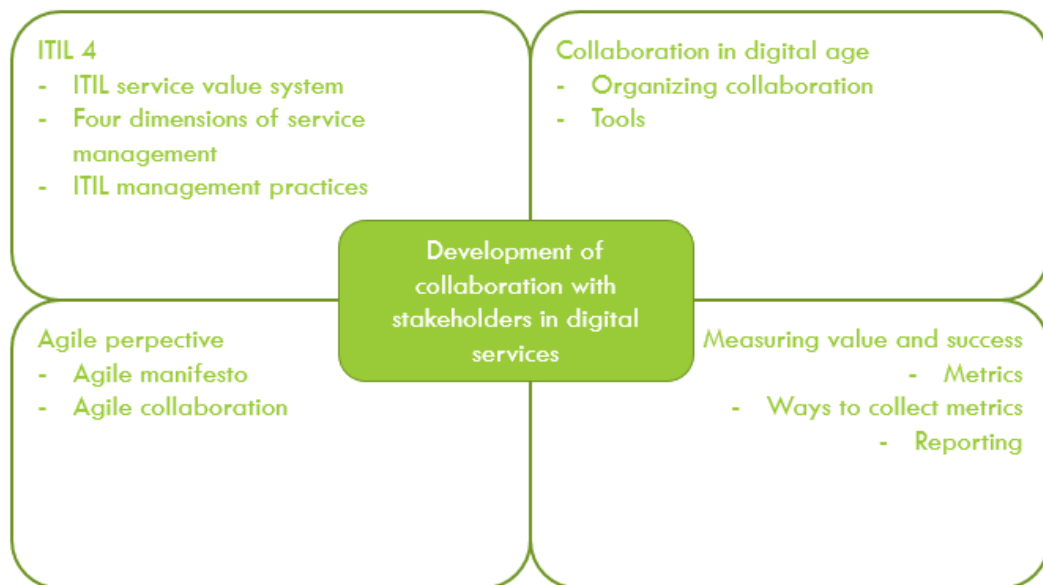 ITIL 4
- ITIL service value system
- Four dimensions of service
management
- ITIL management practices
Collaboration in digital age
- Organizing collaboration
- Tools
Development of
collaboration with
stakeholders in digital
services
Agile perpective
- Agile manifesto
- Agile collaboration
Measuring value and success
- Metrics
- Ways to collect metrics
- Reporting